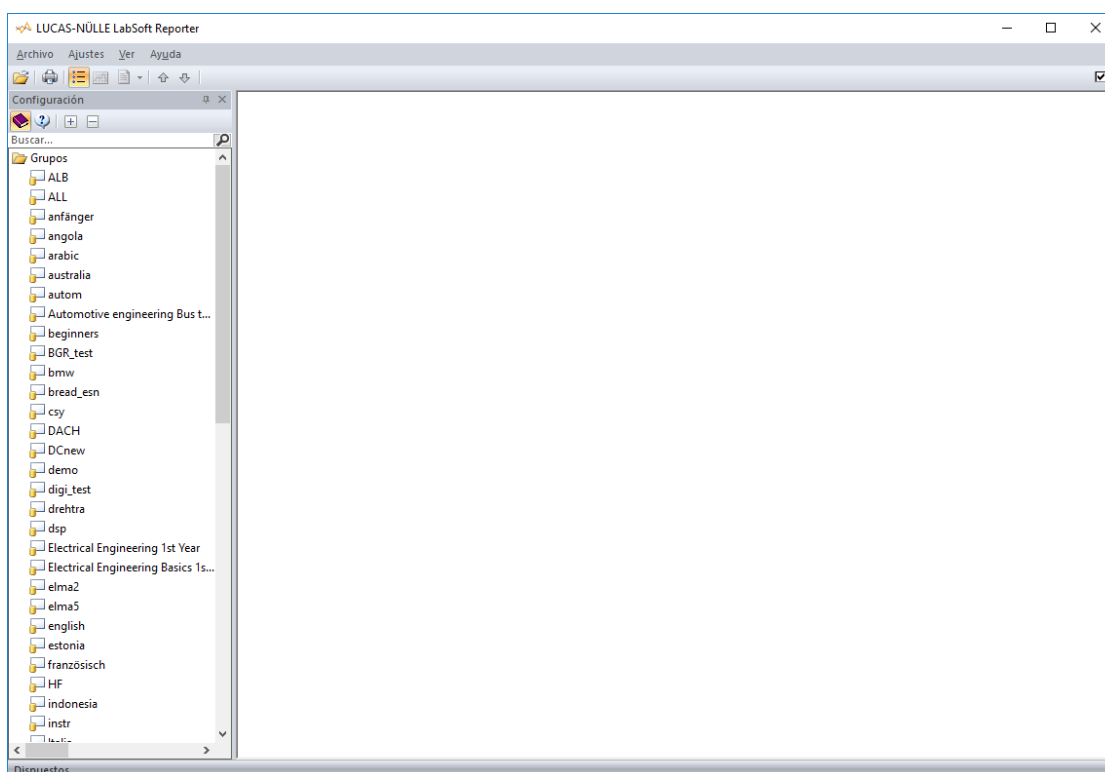 LUCAS-NÜLLE LabSoft Reporter
Archivo Ajustes Ver Ayuda
Configuración
Buscar...
Grupos
ALB
ALL
anfänger
angola
arabic
australia
autom
Automotive engineering Bus t...
beginners
BGR_test
bmw
bread_esn
csy
DACH
DCnew
demo
digi_test
drehtra
dsp
Electrical Engineering 1st Year
Electrical Engineering Basics 1s...
elma2
elma5
english
estonia
französisch
HF
indonesia
instr
Dispuestos